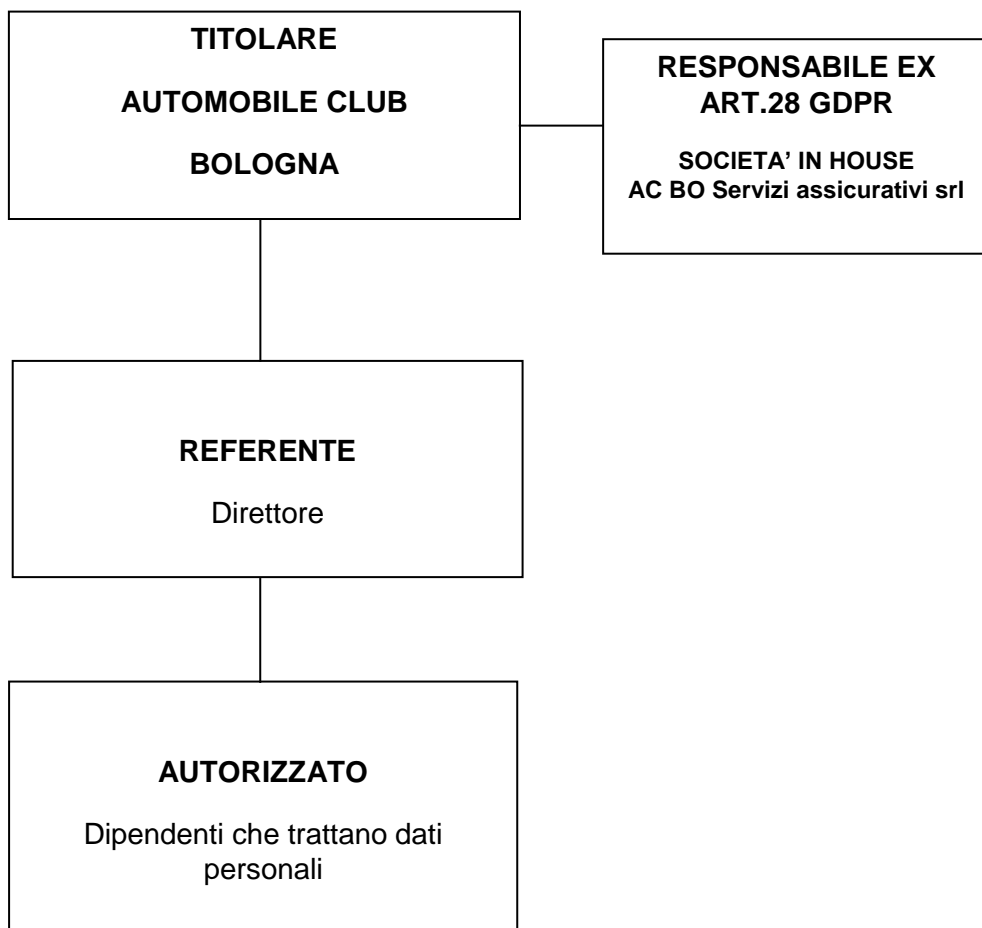 TITOLARE
AUTOMOBILE CLUB
BOLOGNA
RESPONSABILE EX
ART.28 GDPR
SOCIETA’ IN HOUSE
AC BO Servizi assicurativi srl
REFERENTE
Direttore
AUTORIZZATO
Dipendenti che trattano dati
personali